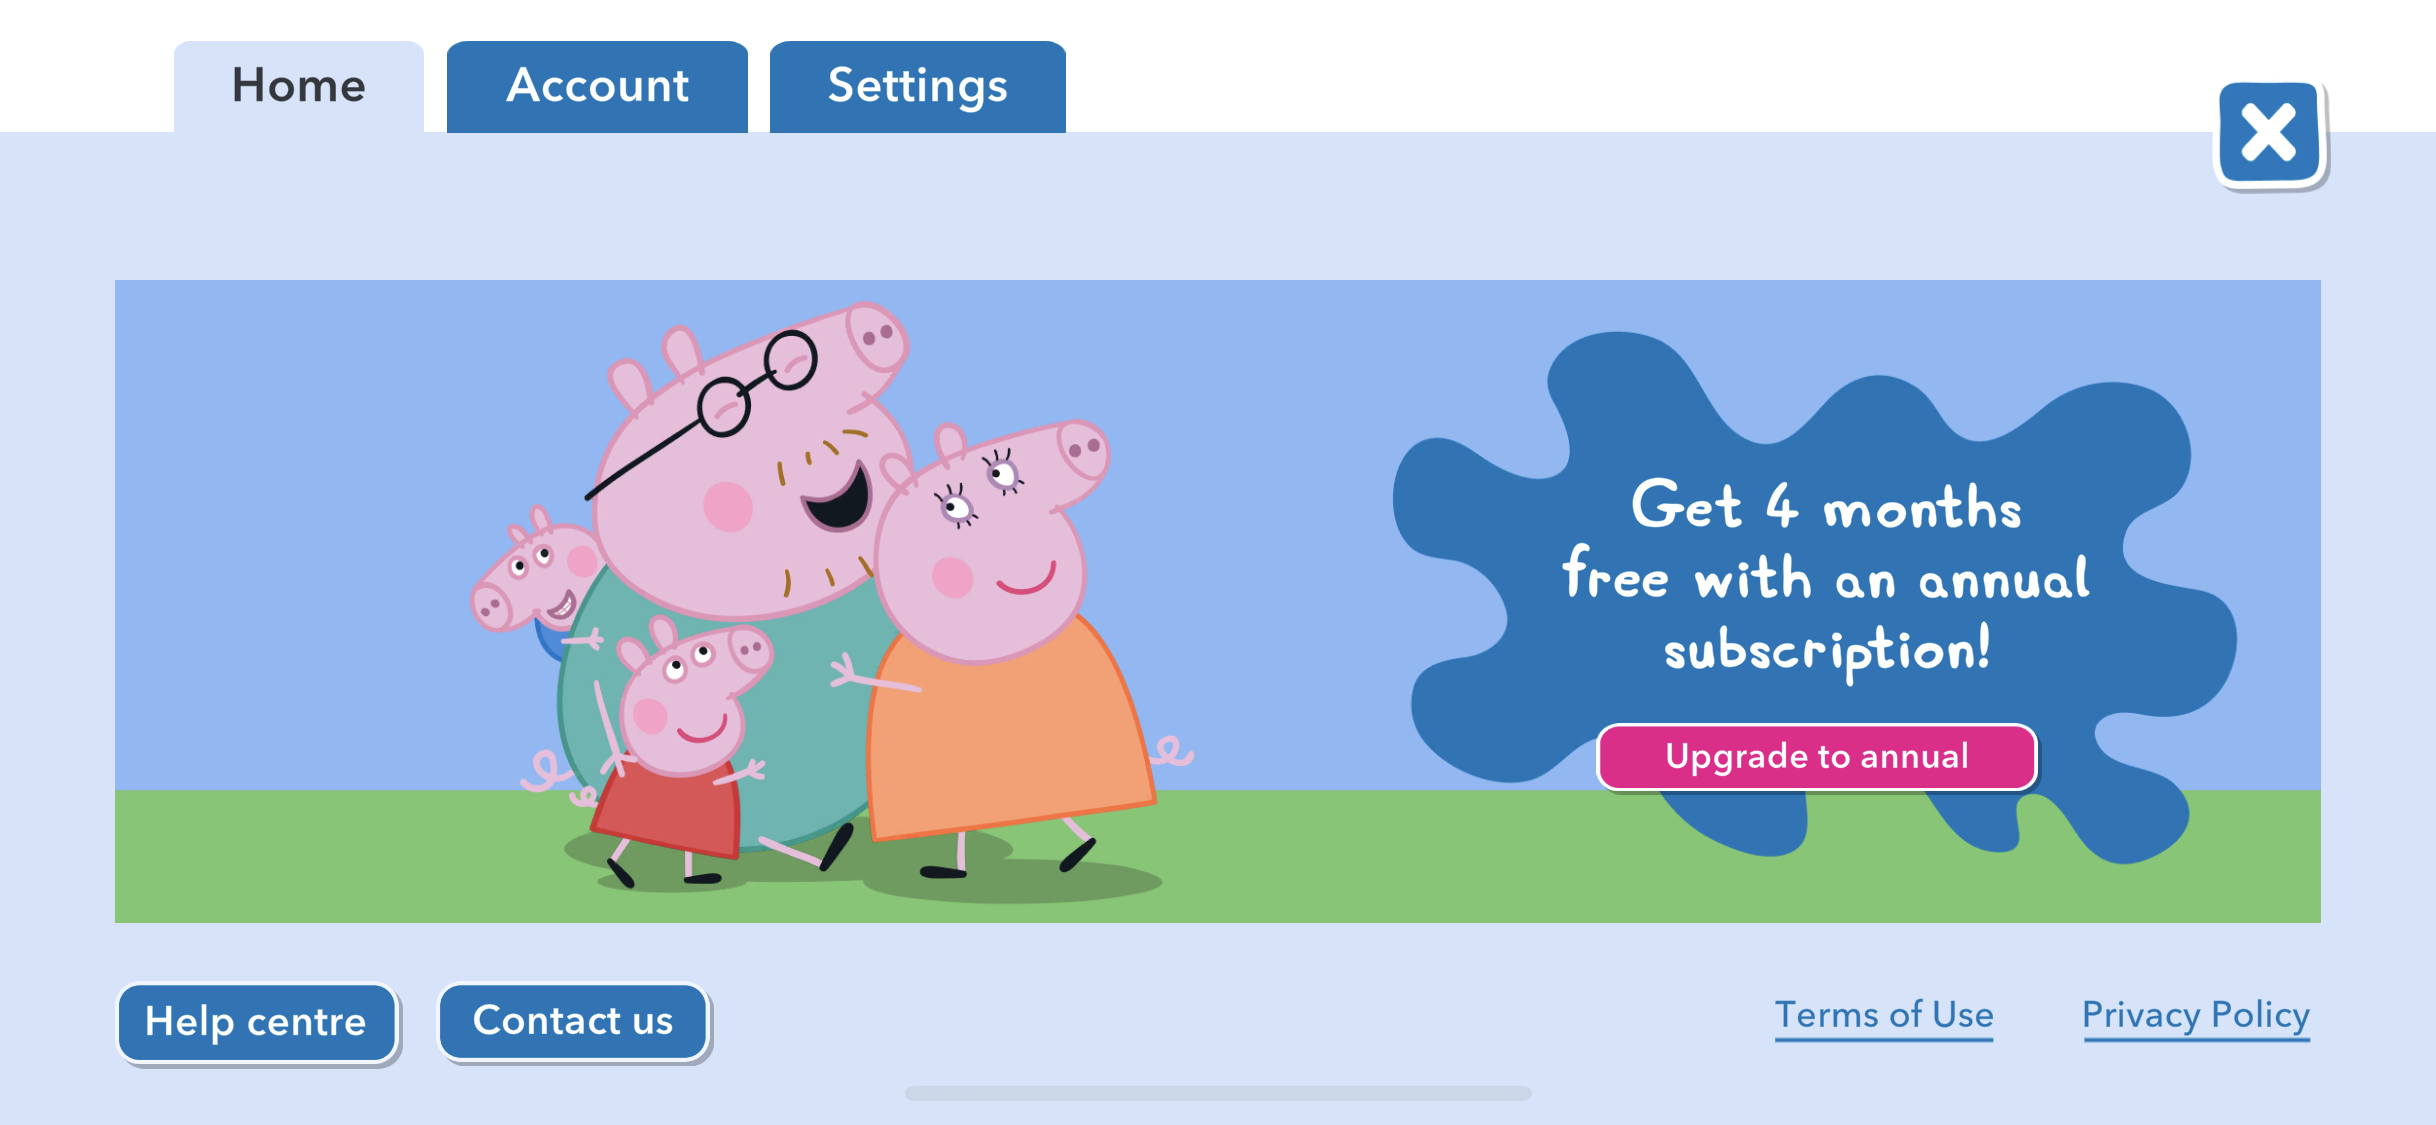 Home
Account
Settings
Get 4 months
free with an annual
subscription!
Upgrade to annual
Help centre
Contact us
Terms of Use
Privacy Policy